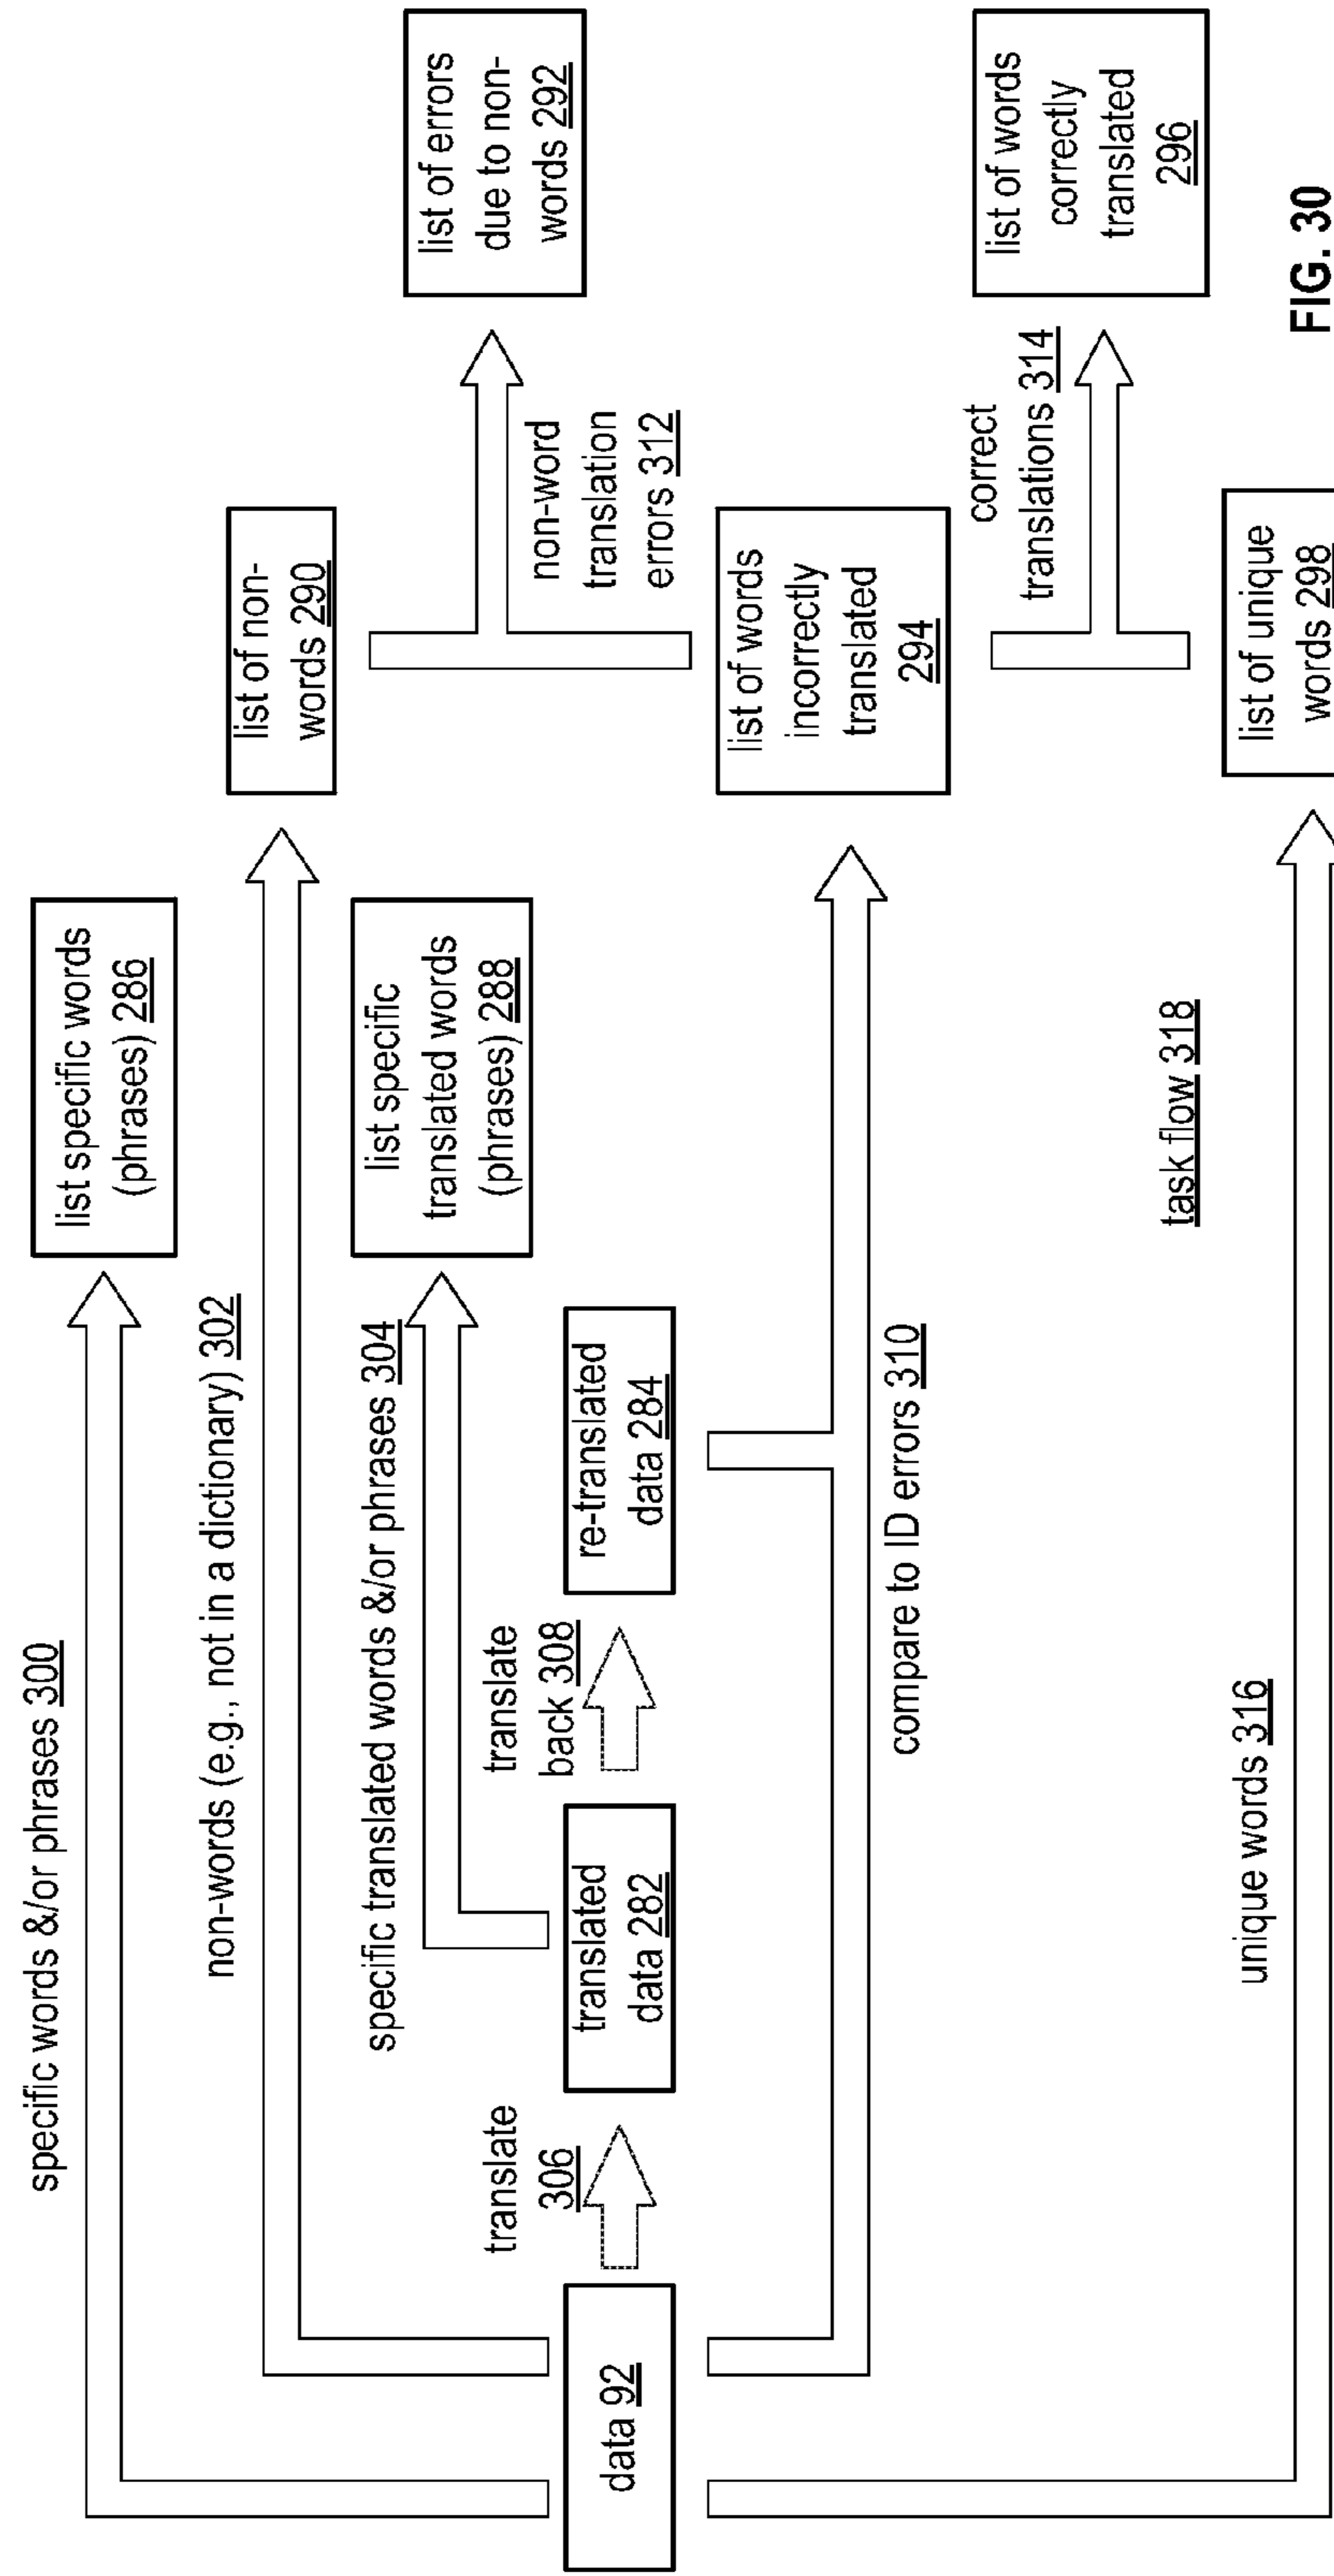 specific words &/or phrases 300
list specific words
(phrases) 286
non-words (e.g., not in a dictionary) 302
list of non-
words 290
list of errors
due to non-
words 292
specific translated words &/or phrases 304
list specific
translated words
(phrases) 288
non-word
translation
errors 312
data 92
translate
306
translated
data 282
translate
back 308
re-translated
data 284
compare to ID errors 310
list of words
incorrectly
translated
294
correct
translations 314
list of words
correctly
translated
296
task flow 318
unique words 316
list of unique
words 298
FIG. 30